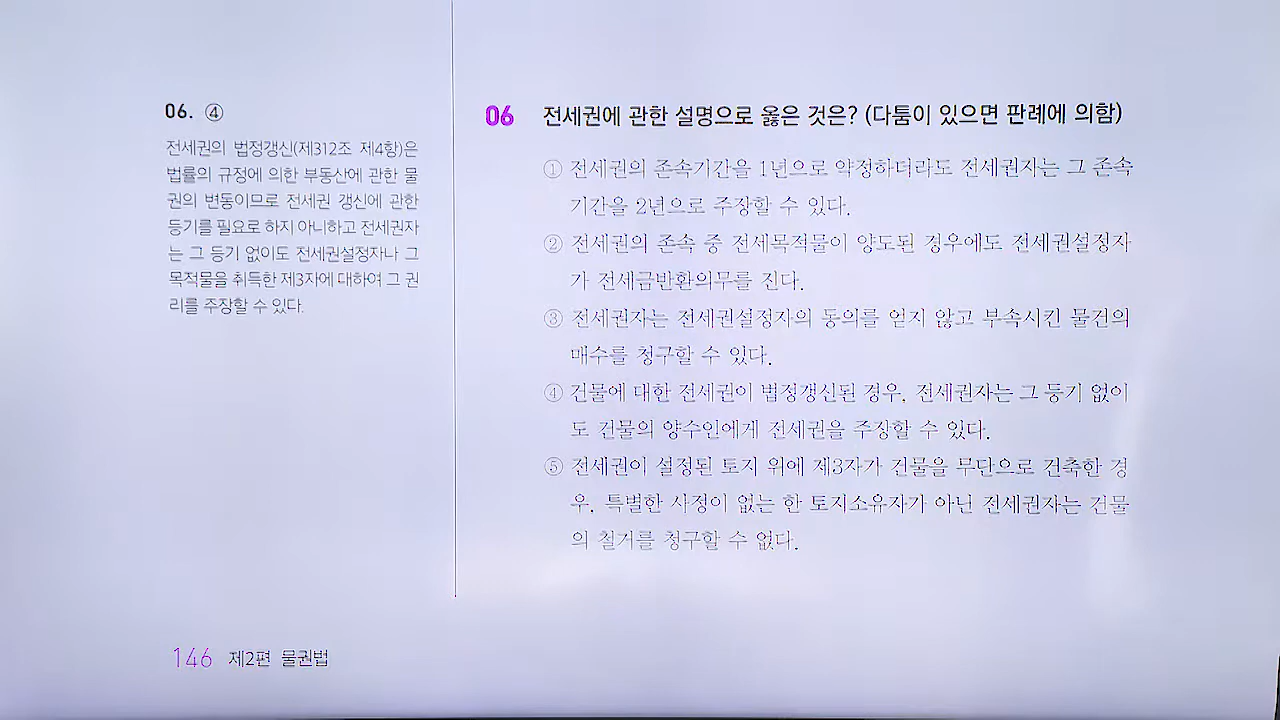 06. ④
전세권의 법정갱신(제312조 제4항)은
법률의 규정에 의한 부동산에 관한 물
권의 변동이므로 전세권 갱신에 관한
등기를 필요로 하지 아니하고 전세권자
는 그 등기 없이도 전세권설정자나 그
목적물을 취득한 제3자에 대하여 그 권
리를 주장할 수 있다.
06 전세권에 관한 설명으로 옳은 것은? (다툼이 있으면 판례에 의함)
① 전세권의 존속기간을 1년으로 약정하더라도 전세권자는 그 존속
기간을 2년으로 주장할 수 있다.
② 전세권의 존속 중 전세목적물이 양도된 경우에도 전세권설정자
가 전세금반환의무를 진다.
③ 전세권자는 전세권설정자의 동의를 얻지 않고 부속시킨 물건의
매수를 청구할 수 있다.
④ 건물에 대한 전세권이 법정갱신된 경우, 전세권자는 그 등기 없이
도 건물의 양수인에게 전세권을 주장할 수 있다.
⑤ 전세권이 설정된 토지 위에 제3자가 건물을 무단으로 건축한 경
우, 특별한 사정이 없는 한 토지소유자가 아닌 전세권자는 건물
의 철거를 청구할 수 없다.
146 제2편 물권법